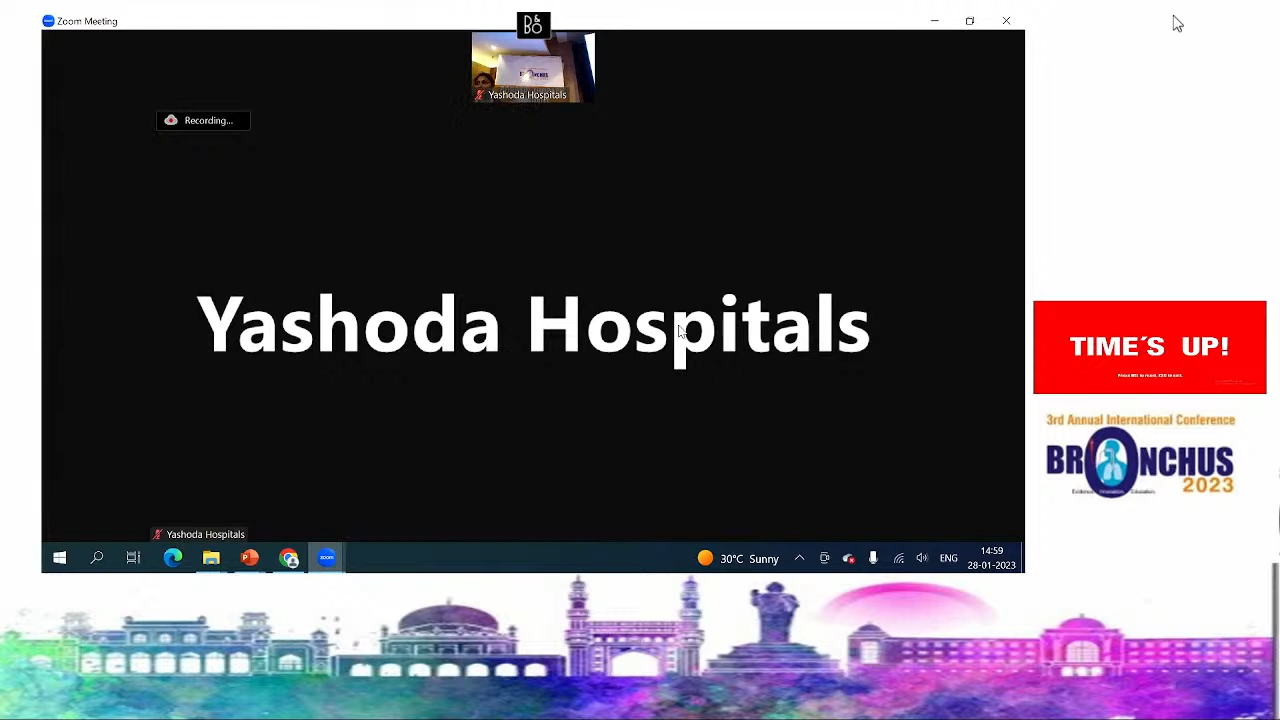 Zoom Meeting
B&O
Yashoda Hospitals
Recording...
Yashoda Hospitals
Yashoda Hospitals
30°C Sunny
ENG
14:59
28-01-2023
zoom
TIME´S UP!
3rd Annual International Conference
BRONCHUS
2023